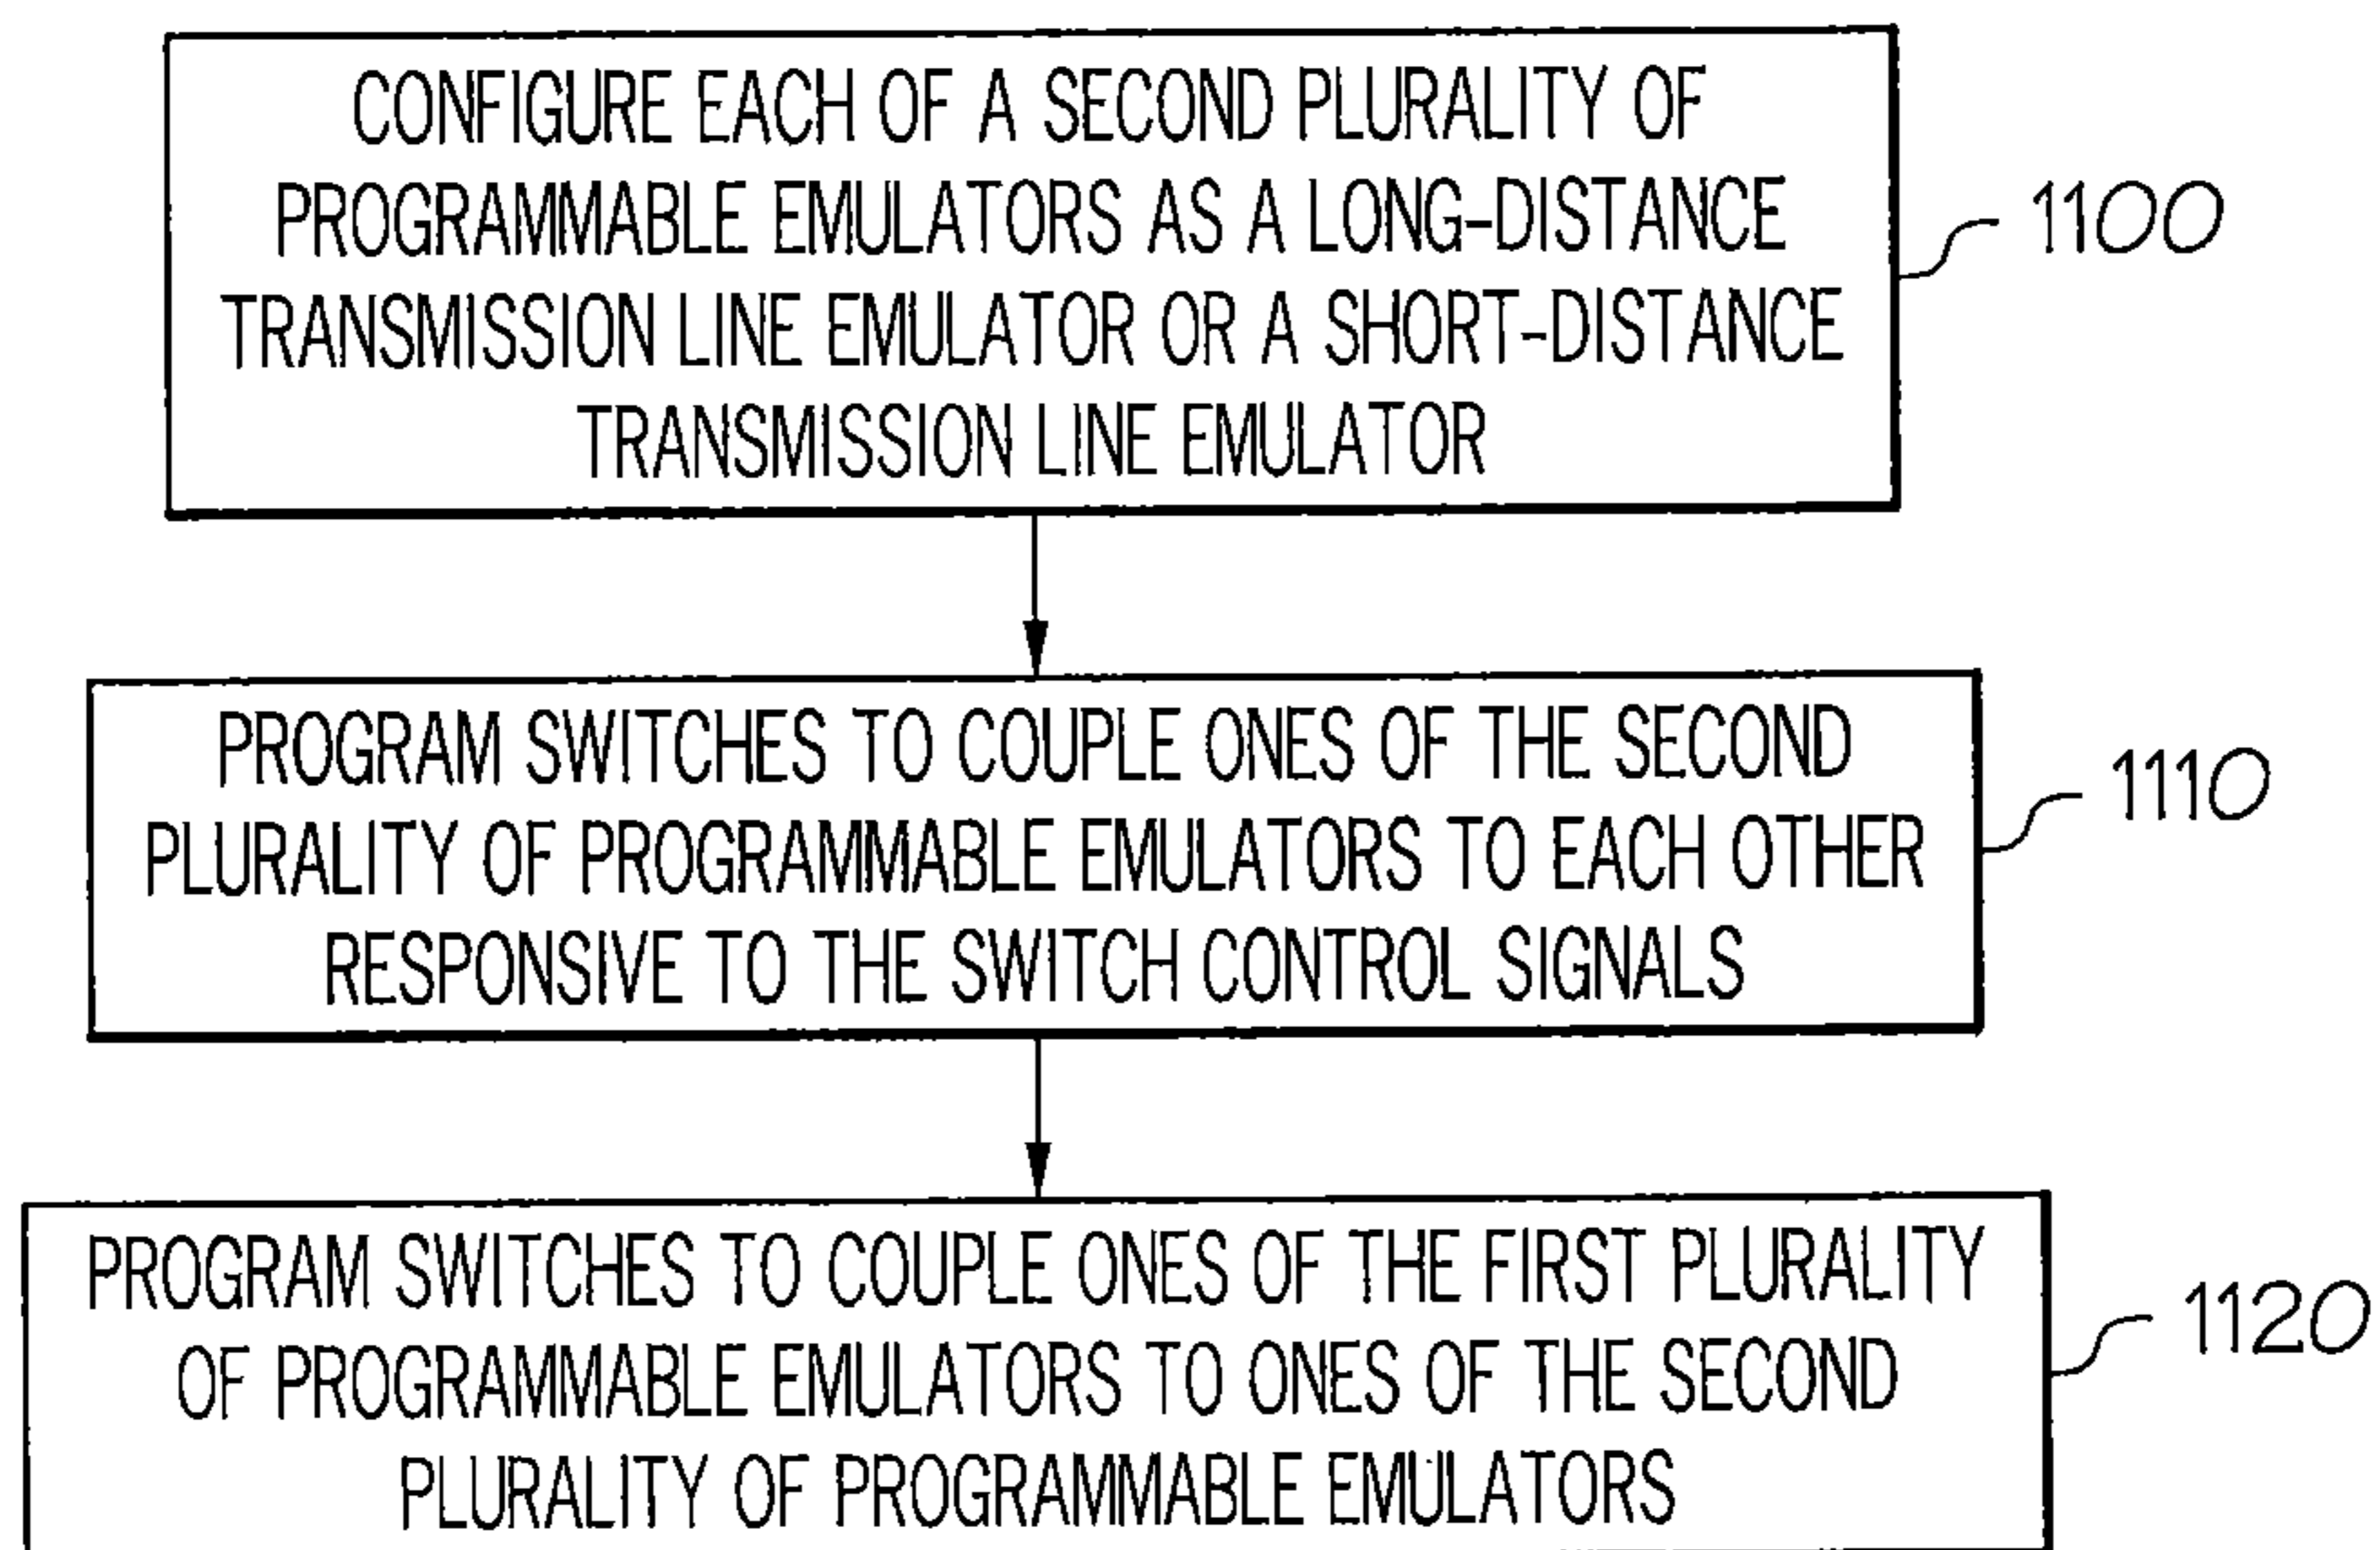 CONFIGURE EACH OF A SECOND PLURALITY OF
PROGRAMMABLE EMULATORS AS A LONG-DISTANCE
TRANSMISSION LINE EMULATOR OR A SHORT-DISTANCE
TRANSMISSION LINE EMULATOR
1100
PROGRAM SWITCHES TO COUPLE ONES OF THE SECOND
PLURALITY OF PROGRAMMABLE EMULATORS TO EACH OTHER
RESPONSIVE TO THE SWITCH CONTROL SIGNALS
1110
PROGRAM SWITCHES TO COUPLE ONES OF THE FIRST PLURALITY
OF PROGRAMMABLE EMULATORS TO ONES OF THE SECOND
PLURALITY OF PROGRAMMABLE EMULATORS
1120